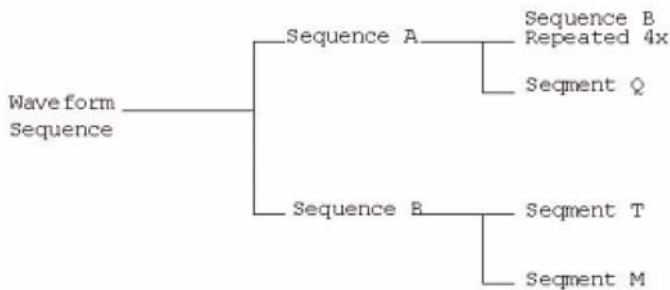 Sequence B
Sequence A Repeated 4x
Segment Q
Waveform
Sequence
Sequence B Segment T
Segment M